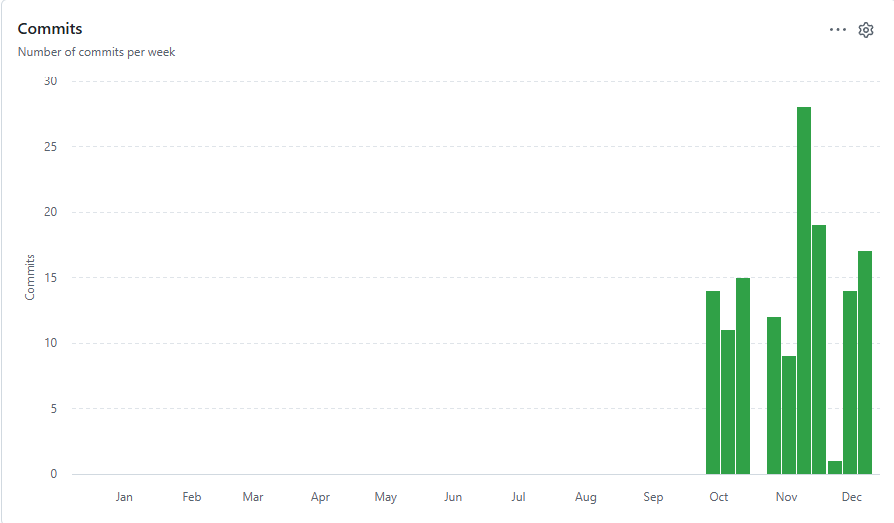 Commits
Number of commits per week
30
25
20
15
10
5
0
Commits
Jan Feb Mar Apr May Jun Jul Aug Sep Oct Nov Dec